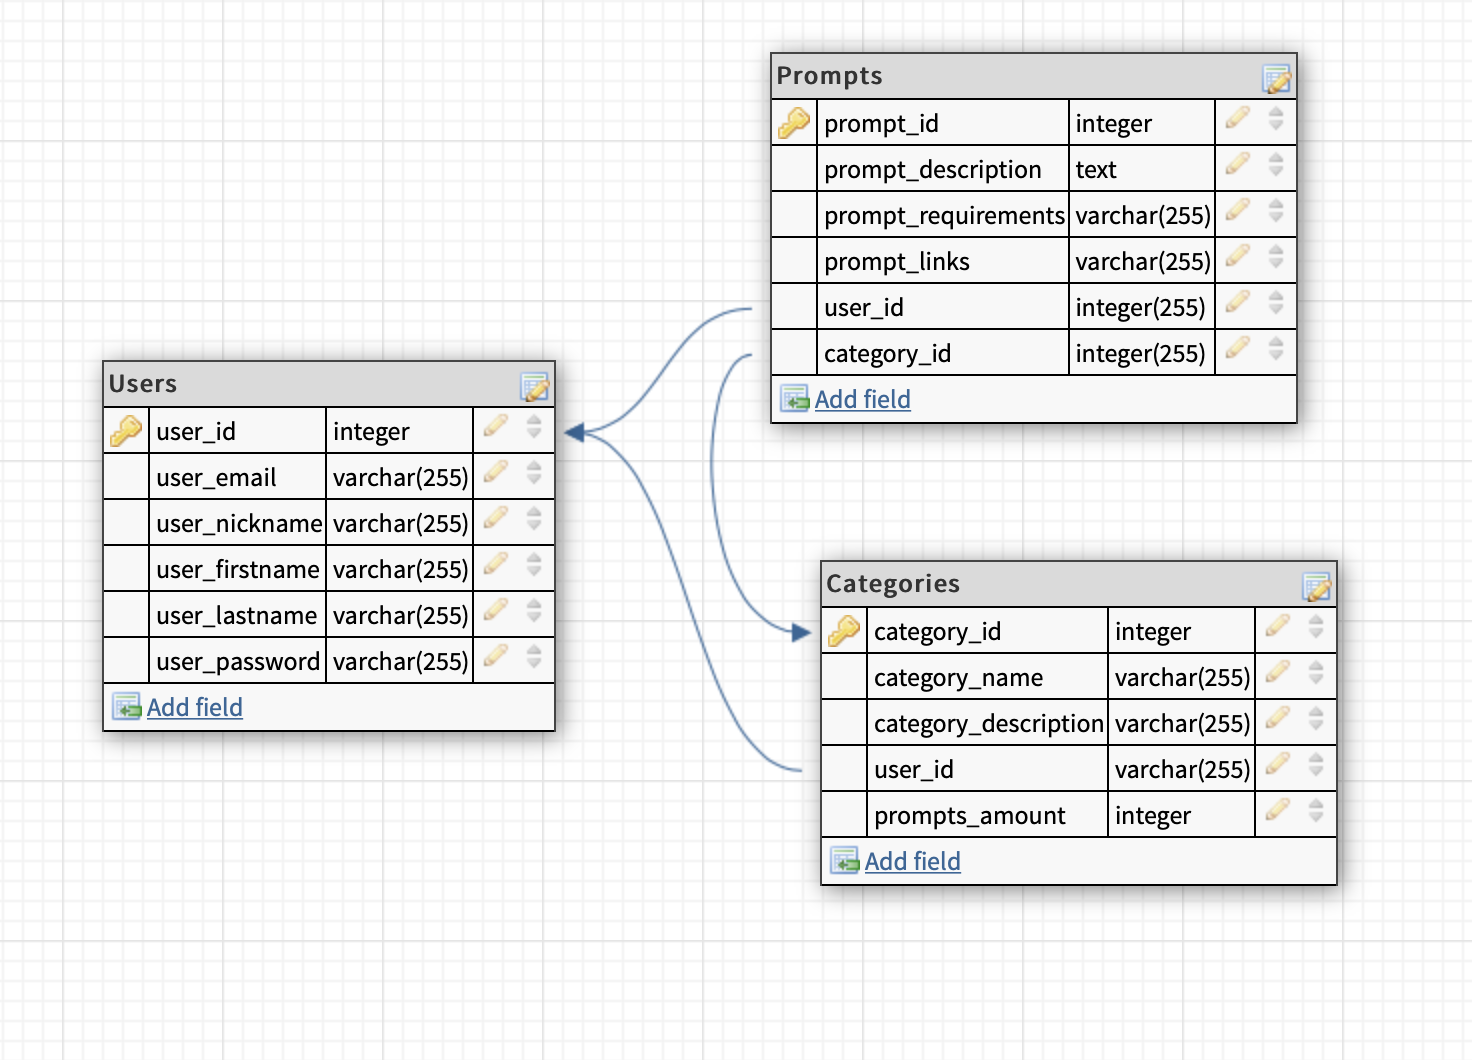 Prompts
prompt_id integer
prompt_description text
prompt_requirements varchar(255)
prompt_links varchar(255)
user_id integer(255)
category_id integer(255)
Add field
Users
user_id integer
user_email varchar(255)
user_nickname varchar(255)
user_firstname varchar(255)
user_lastname varchar(255)
user_password varchar(255)
Add field
Categories
category_id integer
category_name varchar(255)
category_description varchar(255)
user_id varchar(255)
prompts_amount integer
Add field